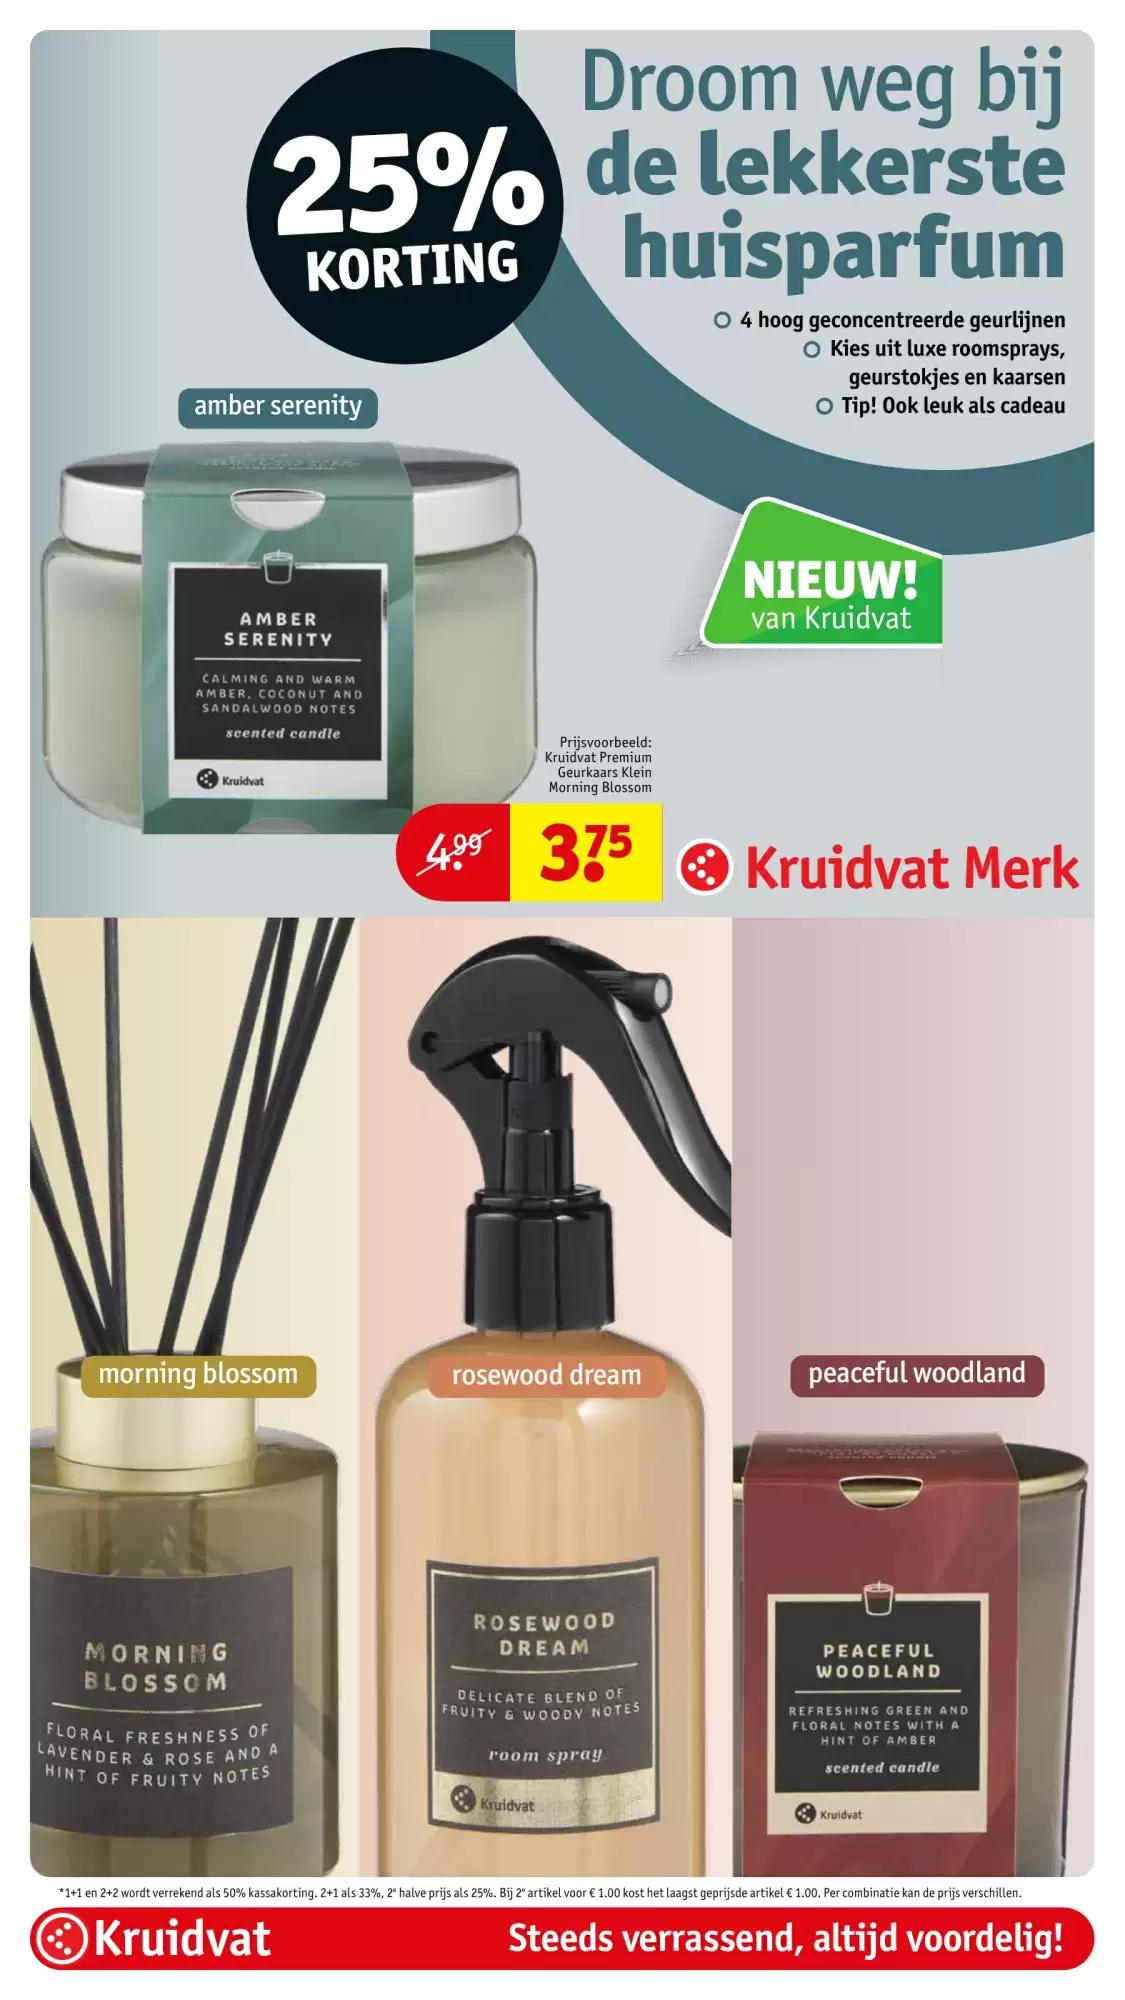 25%
KORTING
Droom weg bij
de lekkerste
huisparfum
4 hoog geconcentreerde geurlijnen
Kies uit luxe roomsprays,
geurstokjes en kaarsen
Tip! Ook leuk als cadeau
amber serenity
NIEUW!
van Kruidvat
AMBER
SERENITY
CALMING AND WARM
AMBER, COCONUT AND
SANDALWOOD NOTES
scented candle
Kruidvat
Prijsvoorbeeld:
Kruidvat Premium
Geurkaars Klein
Morning Blossom
4.99
3.75
Kruidvat Merk
morning blossom
MORNING
BLOSSOM
FLORAL FRESHNESS OF
LAVENDER & ROSE AND A
HINT OF FRUITY NOTES
rosewood dream
ROSEWOOD
DREAM
DELICATE BLEND OF
FRUITY & WOODY NOTES
room spray
Kruidvat
peaceful woodland
PEACEFUL
WOODLAND
REFRESHING GREEN AND
FLORAL NOTES WITH A
HINT OF AMBER
scented candle
Kruidvat
*1+1 en 2+2 wordt verrekend als 50% kassakorting. 2+1 als 33%, 2e halve prijs als 25%. Bij 2e artikel voor € 1.00 kost het laagst geprijsde artikel € 1.00. Per combinatie kan de prijs verschillen.
Kruidvat
Steeds verrassend, altijd voordelig!